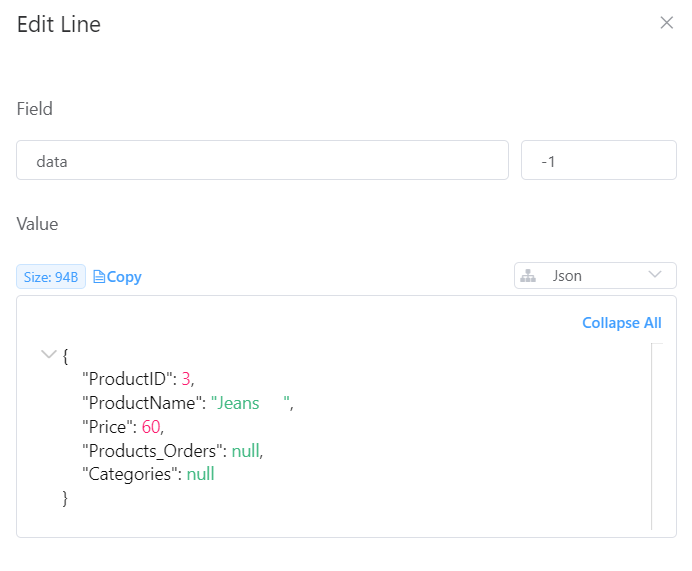 Edit Line
Field
data
-1
Value
Size: 94B
Copy
Json
Collapse All
{
"ProductID": 3,
"ProductName": "Jeans     ",
"Price": 60,
"Products_Orders": null,
"Categories": null
}